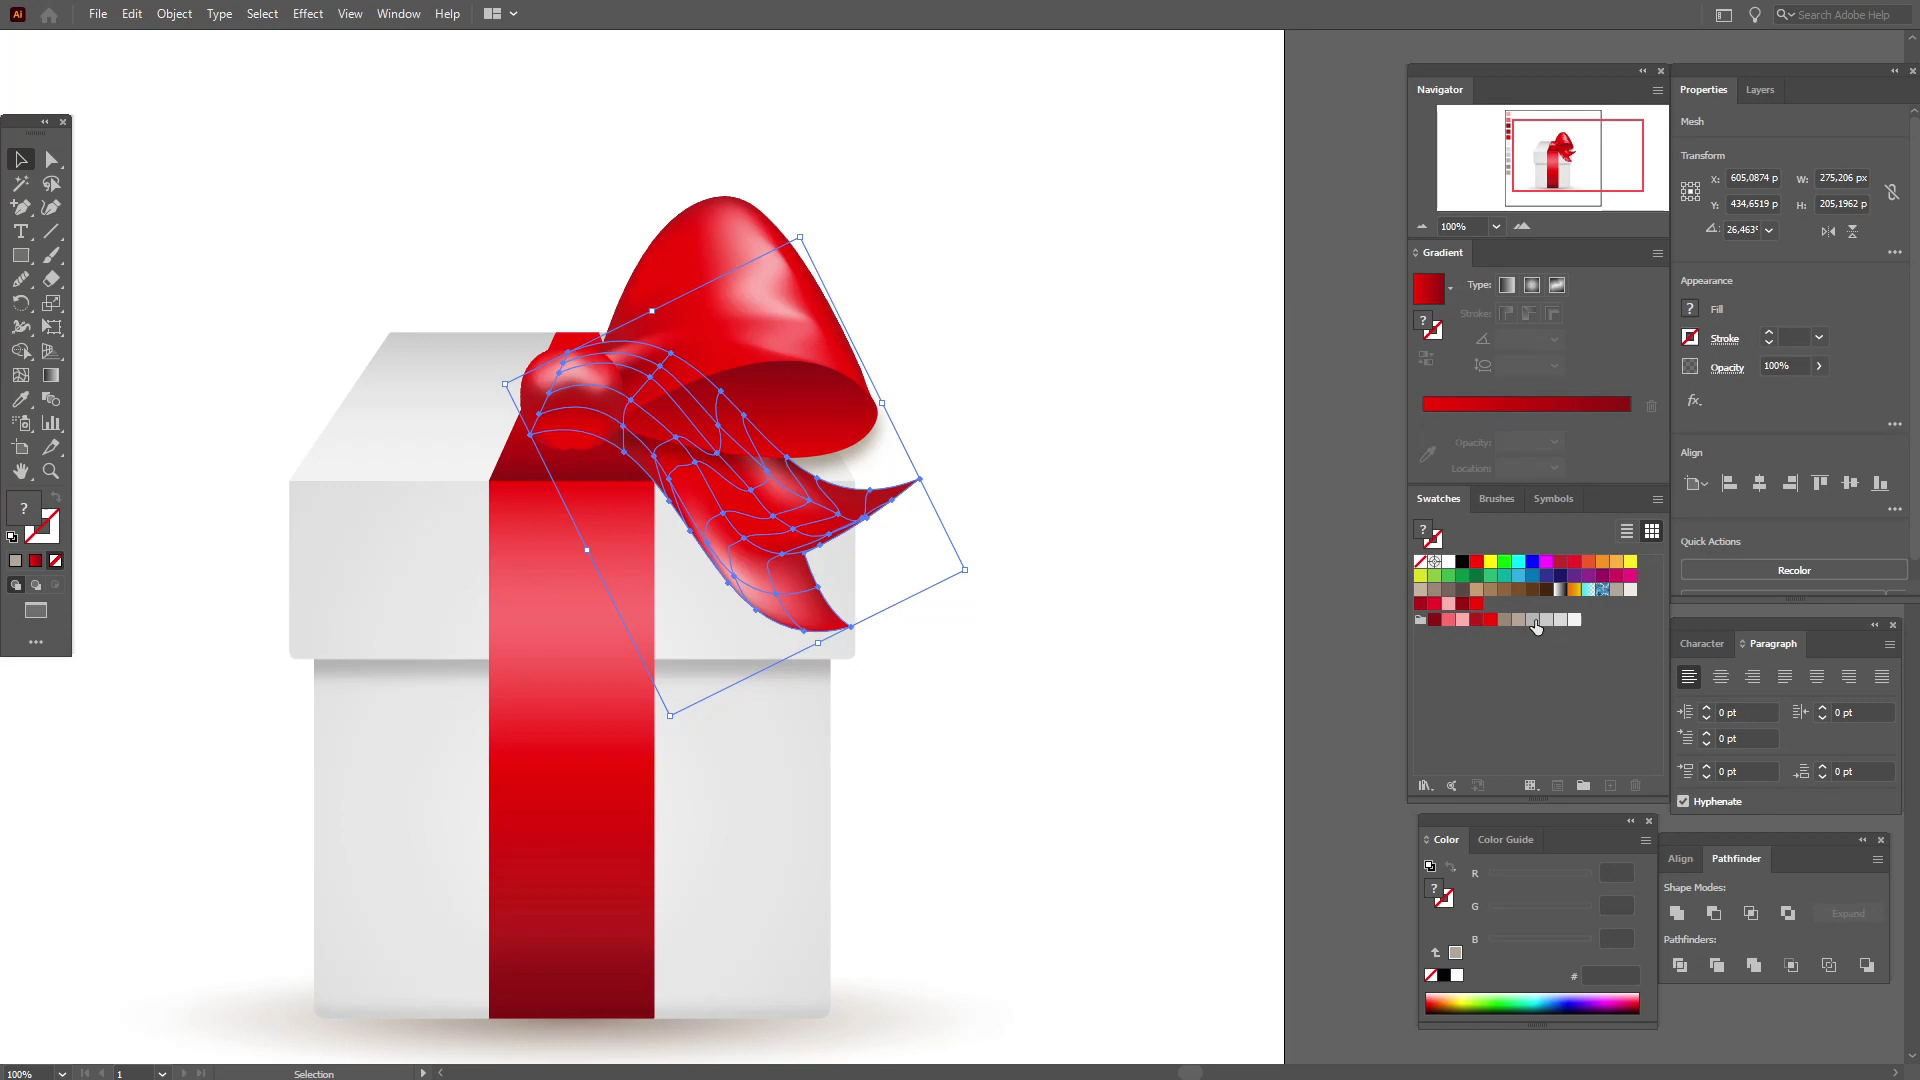 Ai File Edit Object Type Select Effect View Window Help Search Adobe Help
Navigator
100%
Gradient
Type:
Stroke:
Opacity:
Location:
Swatches Brushes Symbols
Properties Layers
Mesh
Transform
X: 605,0874 p W: 275,206 px
Y: 434,6519 p H: 205,1962 p
26,463°
Appearance
? Fill
Stroke
Opacity 100%
fx.
Align
Quick Actions
Recolor
Character Paragraph
0 pt 0 pt
0 pt
0 pt 0 pt
Hyphenate
Color Color Guide
R
G
B
#
Align Pathfinder
Shape Modes:
Expand
Pathfinders:
100% 1 Selection